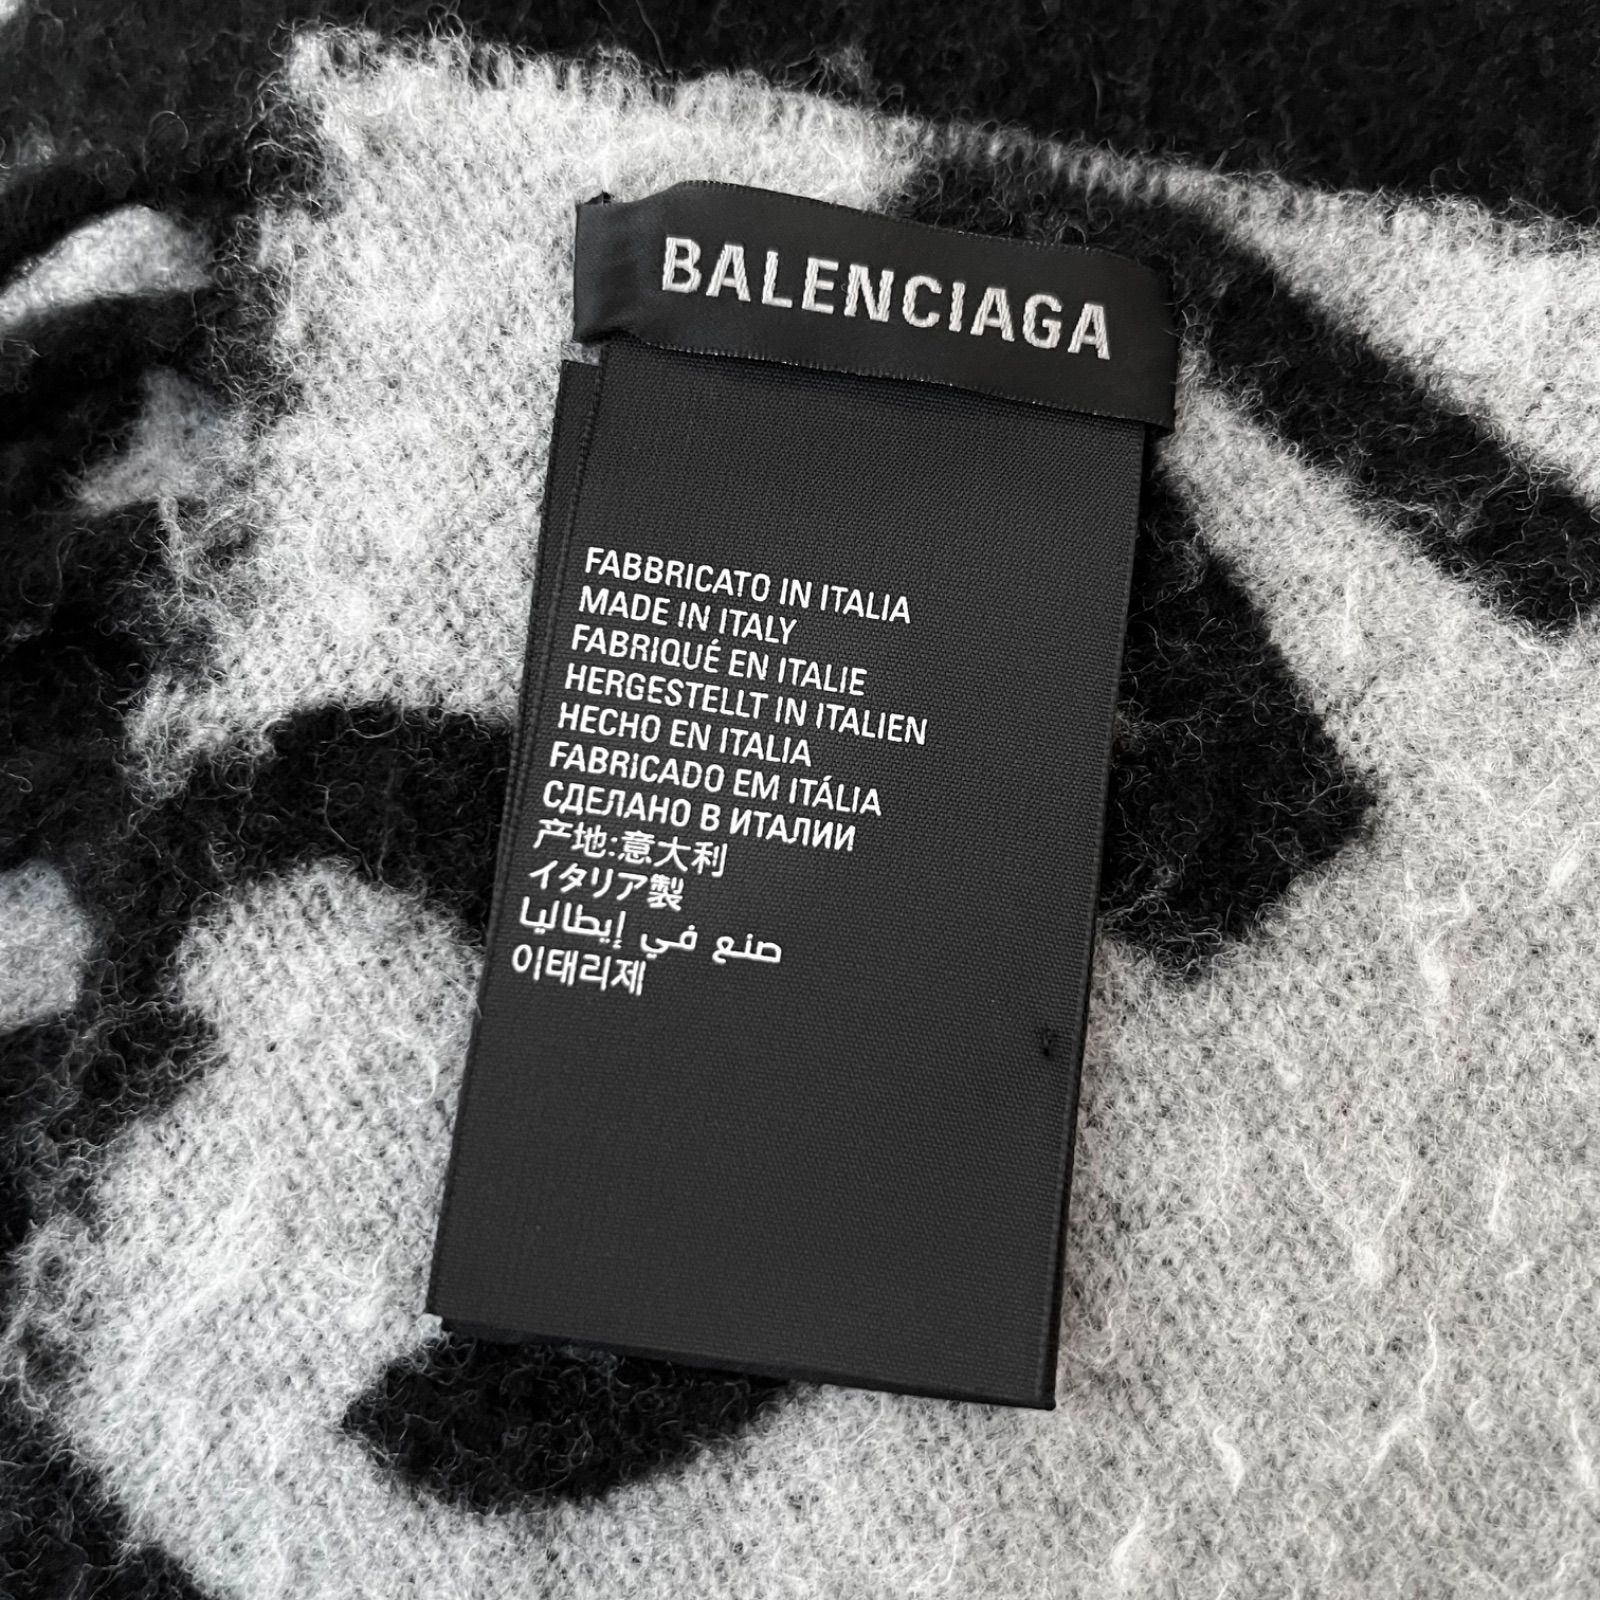 BALENCIAGA
FABBRICATO IN ITALIA
MADE IN ITALY
FABRIQUÉ EN ITALIE
HERGESTELLT IN ITALIEN
HECHO EN ITALIA
FABRICADO EM ITÁLIA
СДЕЛАНО В ИТАЛИИ
产地:意大利
イタリア製
صنع في إيطاليا
이태리제